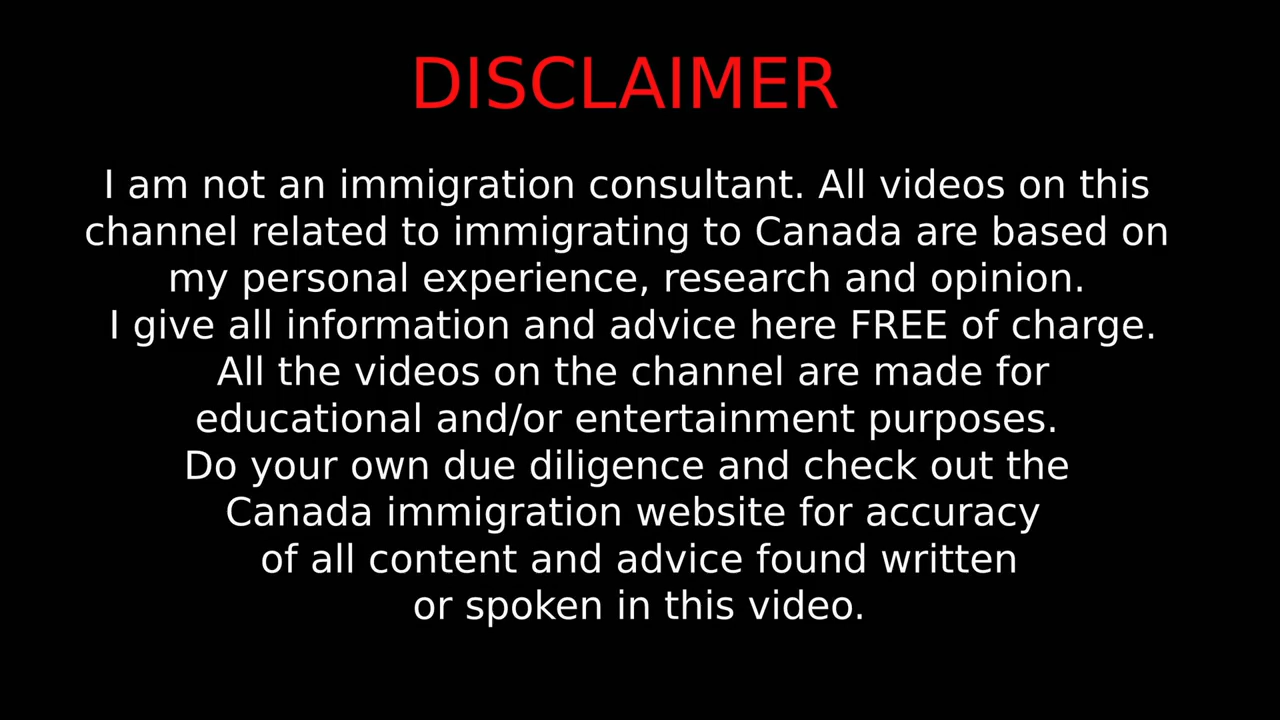 DISCLAIMER
I am not an immigration consultant. All videos on this
channel related to immigrating to Canada are based on
my personal experience, research and opinion.
I give all information and advice here FREE of charge.
All the videos on the channel are made for
educational and/or entertainment purposes.
Do your own due diligence and check out the
Canada immigration website for accuracy
of all content and advice found written
or spoken in this video.